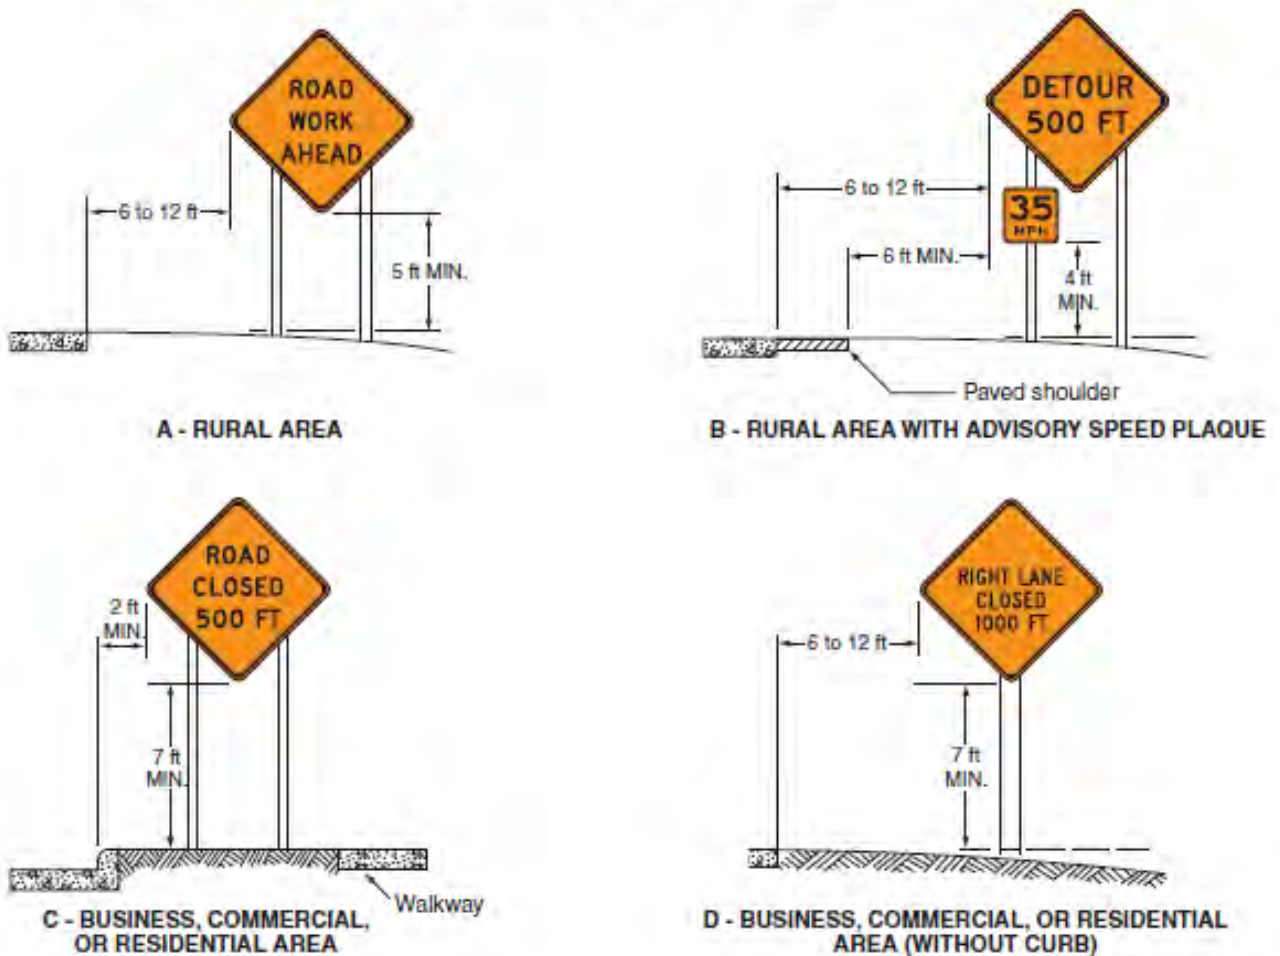 ROAD
WORK
AHEAD
6 to 12 ft
5 ft MIN.
A - RURAL AREA
DETOUR
500 FT
6 to 12 ft
35
MPH
6 ft MIN.
4 ft
MIN.
Paved shoulder
B - RURAL AREA WITH ADVISORY SPEED PLAQUE
ROAD
CLOSED
500 FT
2 ft
MIN.
7 ft
MIN.
Walkway
C - BUSINESS, COMMERCIAL,
OR RESIDENTIAL AREA
RIGHT LANE
CLOSED
1000 FT
6 to 12 ft
7 ft
MIN.
D - BUSINESS, COMMERCIAL, OR RESIDENTIAL
AREA (WITHOUT CURB)